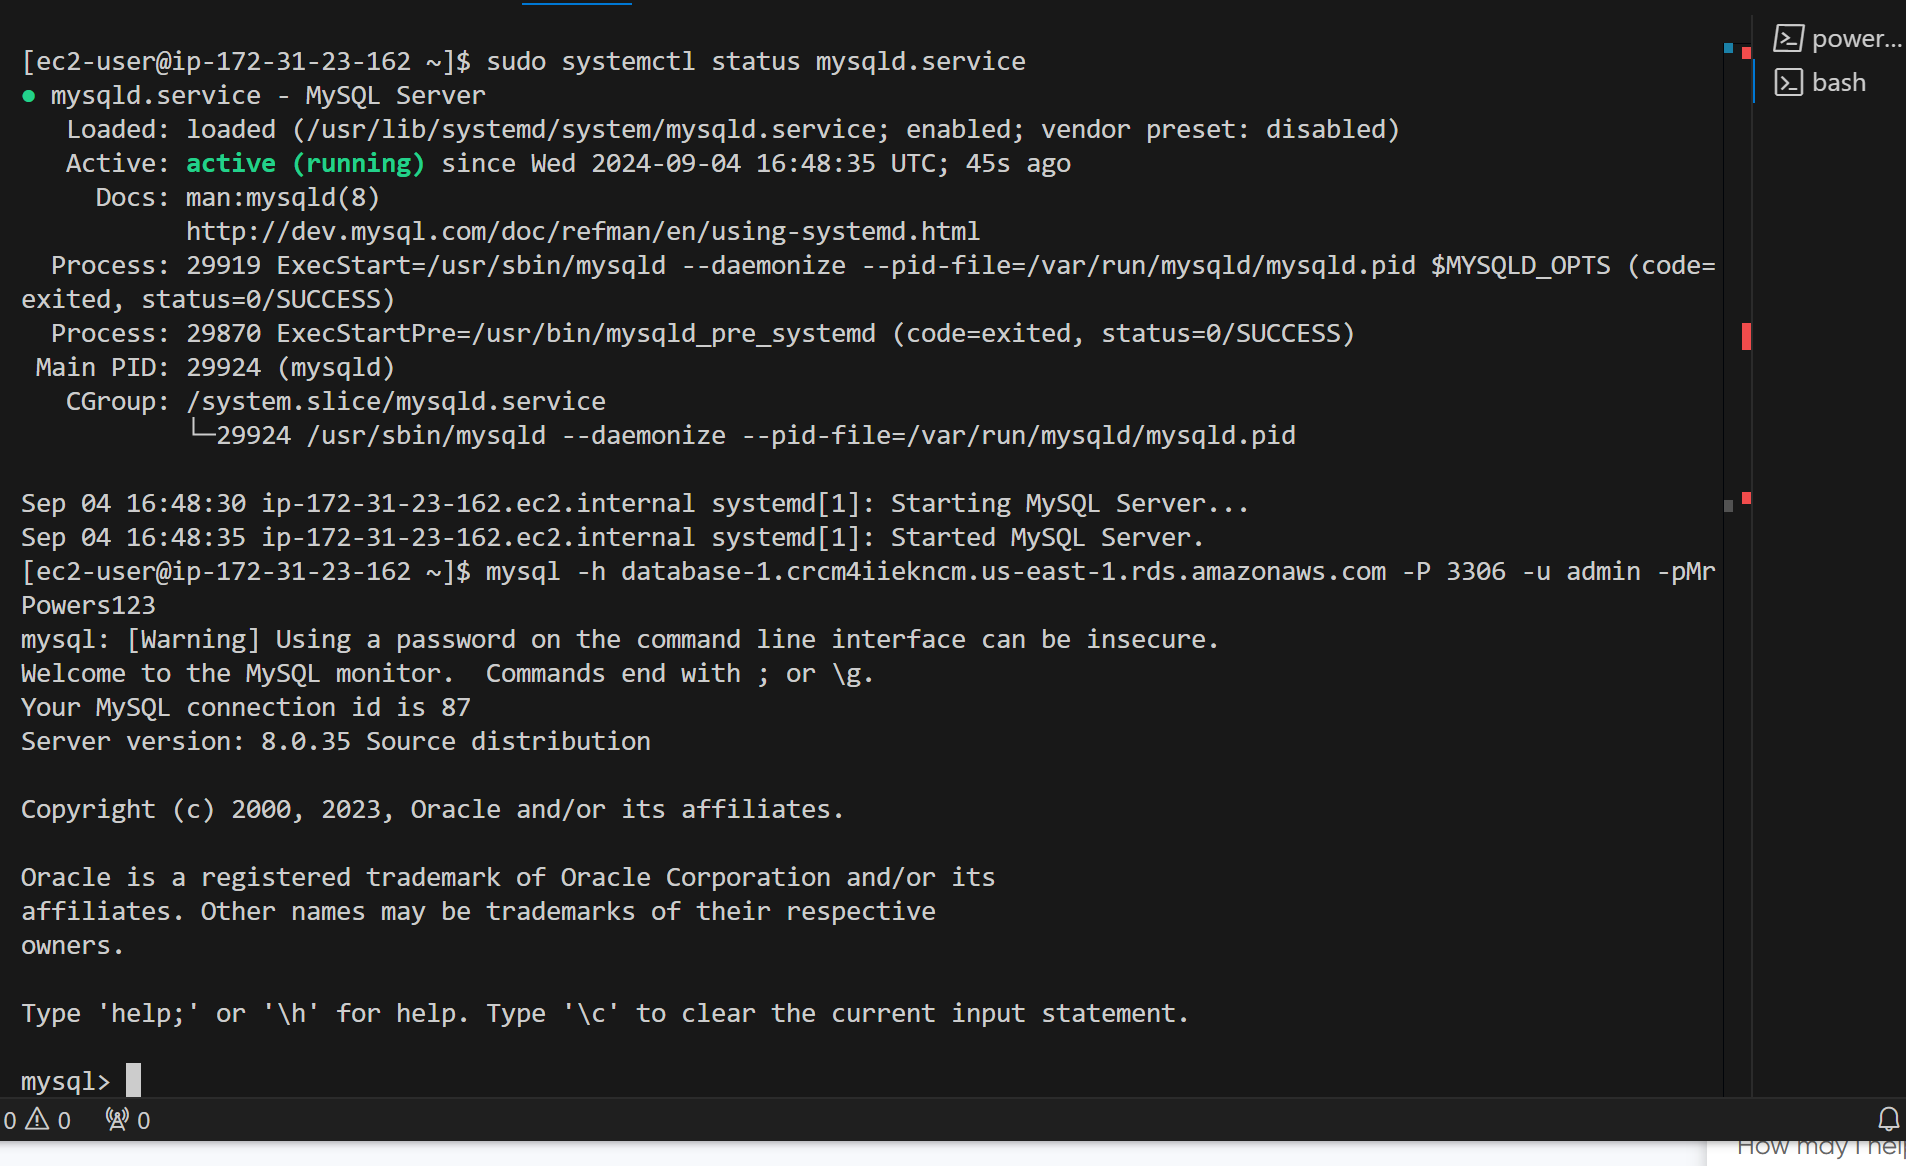 [ec2-user@ip-172-31-23-162 ~]$ sudo systemctl status mysqld.service
● mysqld.service - MySQL Server
   Loaded: loaded (/usr/lib/systemd/system/mysqld.service; enabled; vendor preset: disabled)
   Active: active (running) since Wed 2024-09-04 16:48:35 UTC; 45s ago
     Docs: man:mysqld(8)
           http://dev.mysql.com/doc/refman/en/using-systemd.html
  Process: 29919 ExecStart=/usr/sbin/mysqld --daemonize --pid-file=/var/run/mysqld/mysqld.pid $MYSQLD_OPTS (code=
exited, status=0/SUCCESS)
  Process: 29870 ExecStartPre=/usr/bin/mysqld_pre_systemd (code=exited, status=0/SUCCESS)
 Main PID: 29924 (mysqld)
   CGroup: /system.slice/mysqld.service
           └─29924 /usr/sbin/mysqld --daemonize --pid-file=/var/run/mysqld/mysqld.pid
Sep 04 16:48:30 ip-172-31-23-162.ec2.internal systemd[1]: Starting MySQL Server...
Sep 04 16:48:35 ip-172-31-23-162.ec2.internal systemd[1]: Started MySQL Server.
[ec2-user@ip-172-31-23-162 ~]$ mysql -h database-1.crcm4iiekncm.us-east-1.rds.amazonaws.com -P 3306 -u admin -pMr
Powers123
mysql: [Warning] Using a password on the command line interface can be insecure.
Welcome to the MySQL monitor.  Commands end with ; or \g.
Your MySQL connection id is 87
Server version: 8.0.35 Source distribution
Copyright (c) 2000, 2023, Oracle and/or its affiliates.
Oracle is a registered trademark of Oracle Corporation and/or its
affiliates. Other names may be trademarks of their respective
owners.
Type 'help;' or '\h' for help. Type '\c' to clear the current input statement.
mysql>
power...
bash
0 0 0
How may I hel